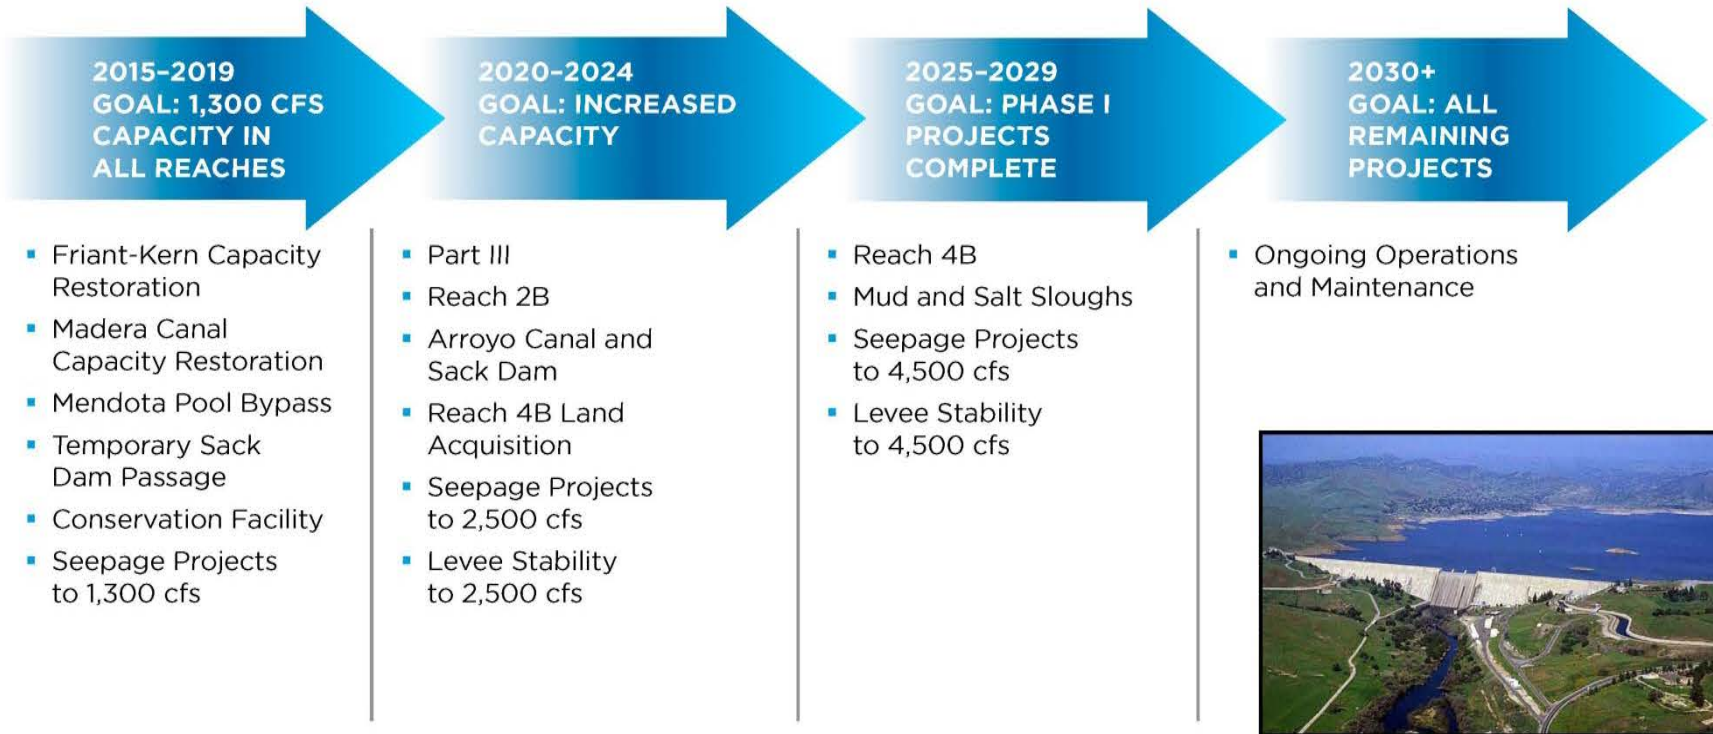 2015–2019
GOAL: 1,300 CFS
CAPACITY IN
ALL REACHES
▪ Friant-Kern Capacity
Restoration
▪ Madera Canal
Capacity Restoration
▪ Mendota Pool Bypass
▪ Temporary Sack
Dam Passage
▪ Conservation Facility
▪ Seepage Projects
to 1,300 cfs
2020–2024
GOAL: INCREASED
CAPACITY
▪ Part III
▪ Reach 2B
▪ Arroyo Canal and
Sack Dam
▪ Reach 4B Land
Acquisition
▪ Seepage Projects
to 2,500 cfs
▪ Levee Stability
to 2,500 cfs
2025–2029
GOAL: PHASE I
PROJECTS
COMPLETE
▪ Reach 4B
▪ Mud and Salt Sloughs
▪ Seepage Projects
to 4,500 cfs
▪ Levee Stability
to 4,500 cfs
2030+
GOAL: ALL
REMAINING
PROJECTS
▪ Ongoing Operations
and Maintenance